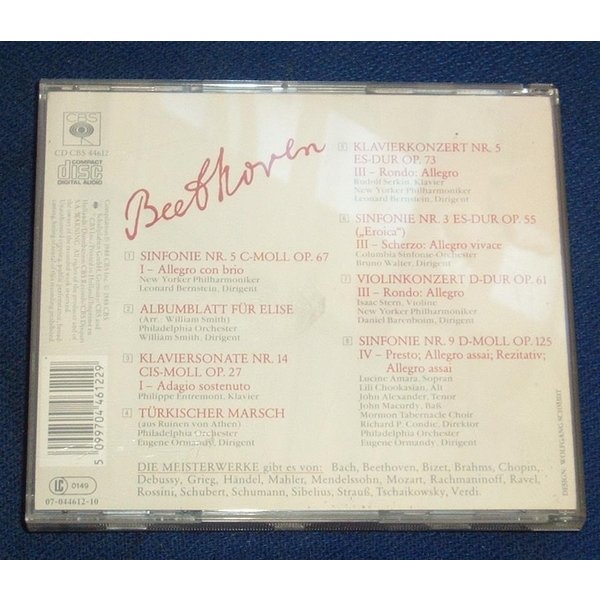 CBS
CD CBS 44612
COMPACT
disc
DIGITAL AUDIO
Beethoven
1 SINFONIE NR. 5 C-MOLL OP. 67
I – Allegro con brio
New Yorker Philharmoniker
Leonard Bernstein, Dirigent
2 ALBUMBLATT FÜR ELISE
(Arr. – William Smith)
Philadelphia Orchester
William Smith, Dirigent
3 KLAVIERSONATE NR. 14
CIS-MOLL OP. 27
I – Adagio sostenuto
Philippe Entremont, Klavier
4 TÜRKISCHER MARSCH
(aus Ruinen von Athen)
Philadelphia Orchester
Eugene Ormandy, Dirigent
5 KLAVIERKONZERT NR. 5
ES-DUR OP. 73
III – Rondo: Allegro
Rudolf Serkin, Klavier
New Yorker Philharmoniker
Leonard Bernstein, Dirigent
6 SINFONIE NR. 3 ES-DUR OP. 55
(„Eroica“)
III – Scherzo: Allegro vivace
Columbia Sinfonie Orchester
Bruno Walter, Dirigent
7 VIOLINKONZERT D-DUR OP. 61
III – Rondo: Allegro
Isaac Stern, Violine
New Yorker Philharmoniker
Daniel Barenboim, Dirigent
8 SINFONIE NR. 9 D-MOLL OP. 125
IV – Presto; Allegro assai; Rezitativ;
Allegro assai
Lucine Amara, Sopran
Lili Chookasian, Alt
John Alexander, Tenor
John Macurdy, Baß
Mormon Tabernacle Choir
Richard P. Condie, Direktor
Philadelphia Orchester
Eugene Ormandy, Dirigent
DIE MEISTERWERKE gibt es von: Bach, Beethoven, Bizet, Brahms, Chopin,
Debussy, Grieg, Händel, Mahler, Mendelssohn, Mozart, Rachmaninoff, Ravel,
Rossini, Schubert, Schumann, Sibelius, Strauß, Tschaikowsky, Verdi.
5 099704 461229
LC 0149
07-044612-10
DESIGN: WOLFGANG SCHMIDT